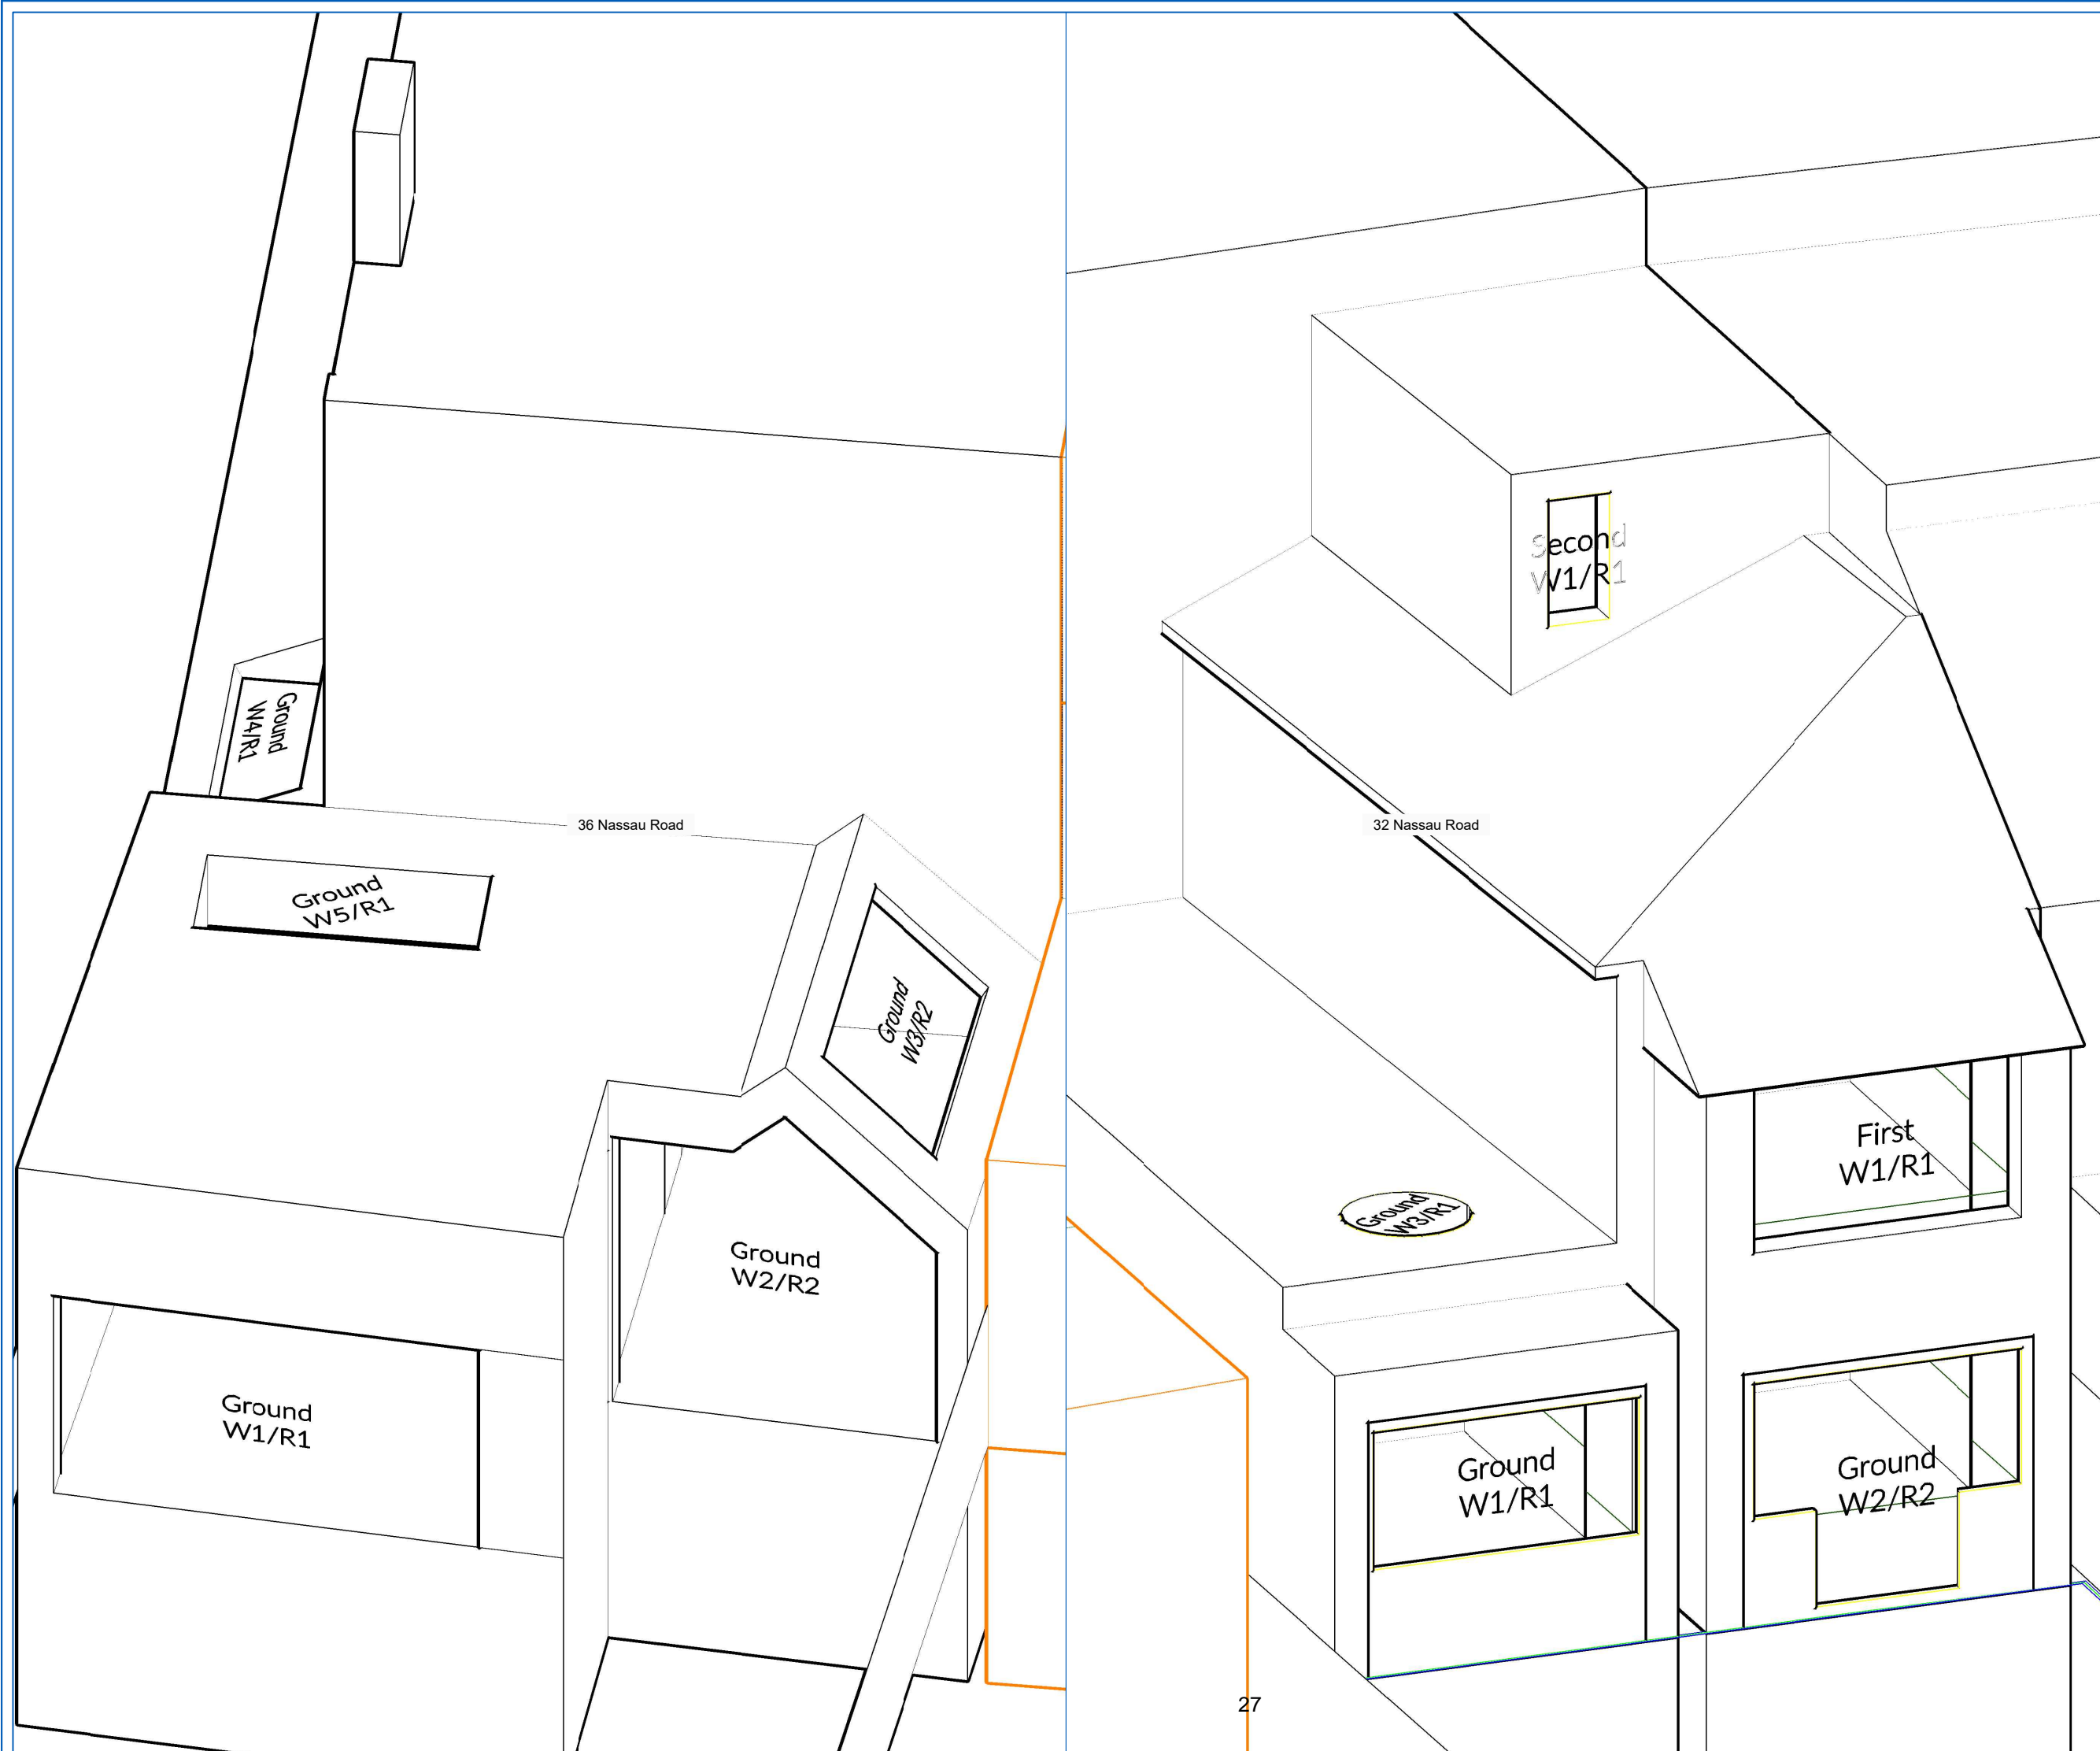 Ground
W4/R1
36 Nassau Road
Ground
W5/R1
Ground
W3/R2
Ground
W2/R2
Ground
W1/R1
Second
W1/R1
32 Nassau Road
First
W1/R1
Ground
W3/R1
Ground
W1/R1
Ground
W2/R2
27